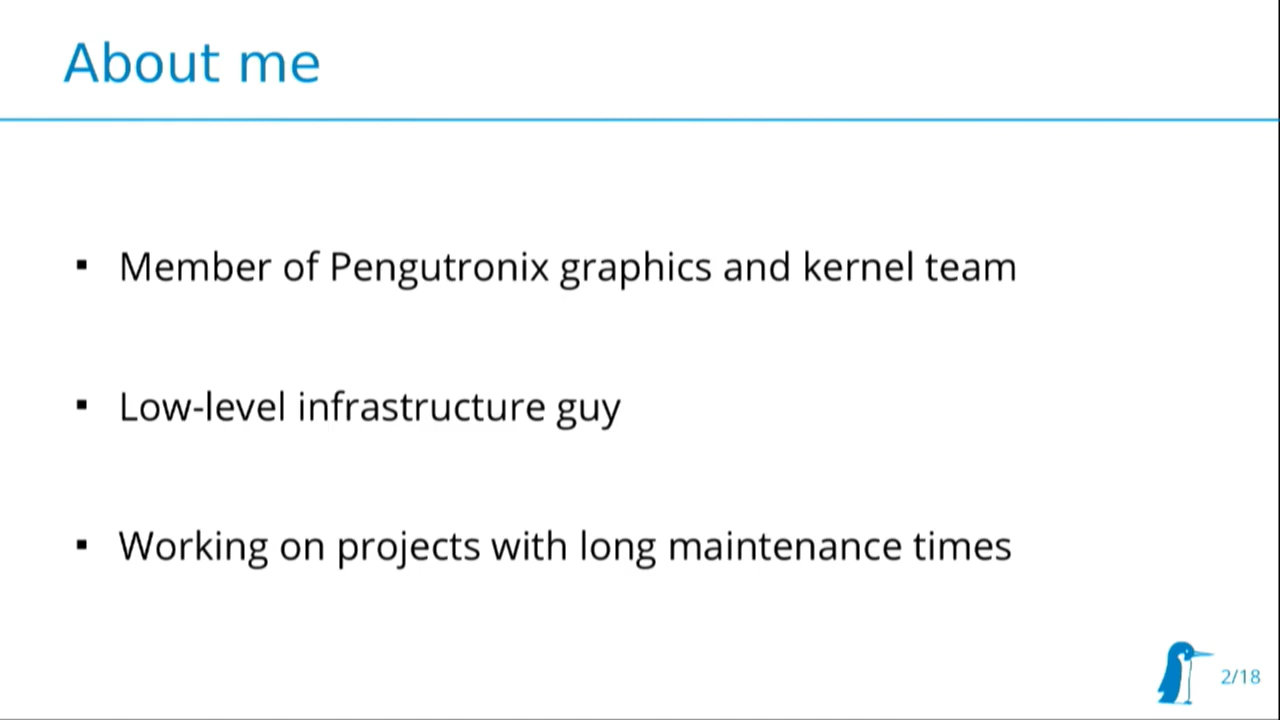 About me
▪ Member of Pengutronix graphics and kernel team
▪ Low-level infrastructure guy
▪ Working on projects with long maintenance times
2/18